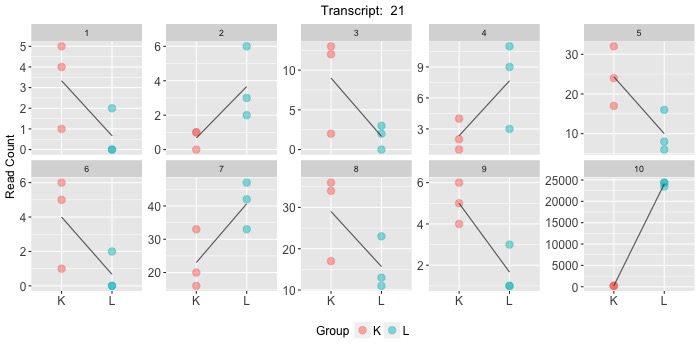 Transcript: 21
1 2 3 4 5
5 4 3 2 1 0
6 4 2 0
10 5 0
9 6 3
30 20 10
Read Count
6 7 8 9 10
6 4 2 0
40 20
30 20 10
6 4 2
25000 20000 15000 10000 5000 0
K L K L K L K L K L
Group K L